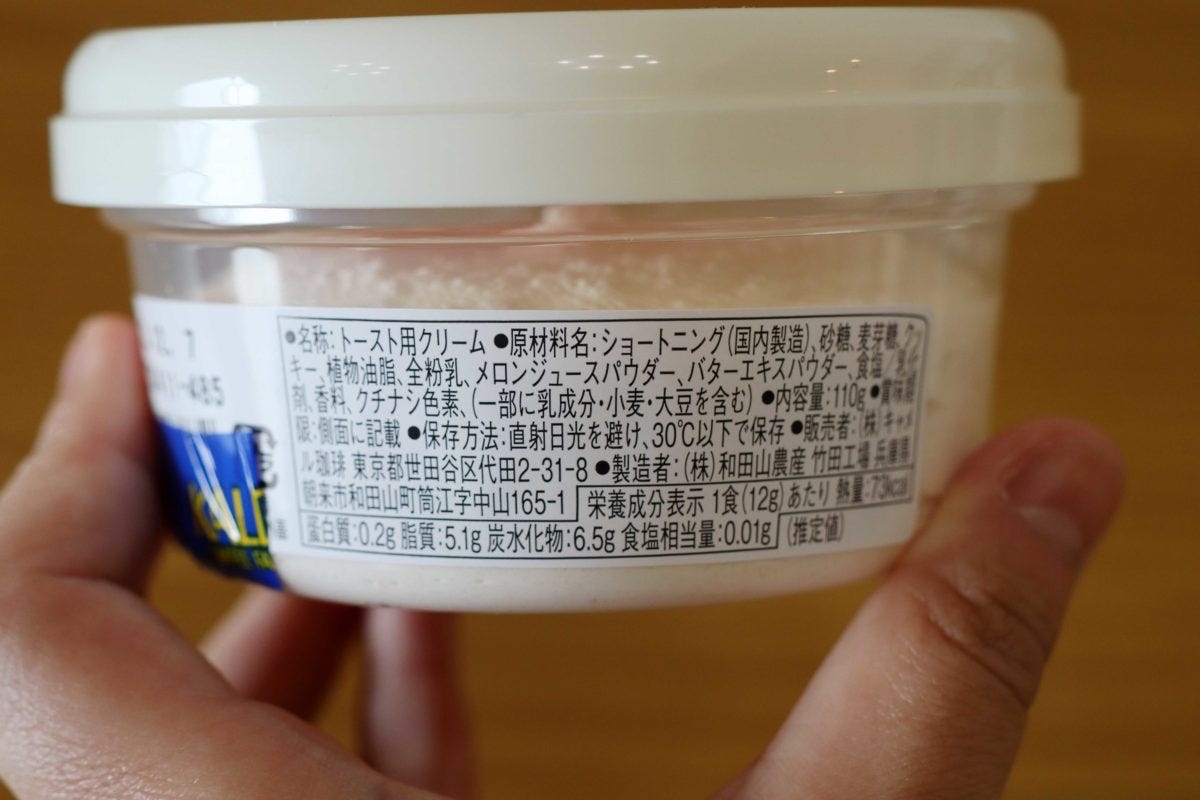 ●名称:トースト用クリーム ●原材料名:ショートニング(国内製造)、砂糖、麦芽糖、クッ
キー、植物油脂、全粉乳、メロンジュースパウダー、バターエキスパウダー、食塩/乳化
剤、香料、クチナシ色素、(一部に乳成分・小麦・大豆を含む) ●内容量:110g ●賞味期
限:側面に記載 ●保存方法:直射日光を避け、30℃以下で保存 ●販売者:(株)キャメ
ル珈琲 東京都世田谷区代田2-31-8 ●製造者:(株)和田山農産 竹田工場 兵庫県
朝来市和田山町筒江字中山165-1 栄養成分表示 1食(12g)あたり 熱量:73kcal
蛋白質:0.2g 脂質:5.1g 炭水化物:6.5g 食塩相当量:0.01g (推定値)
7
-485
KALD